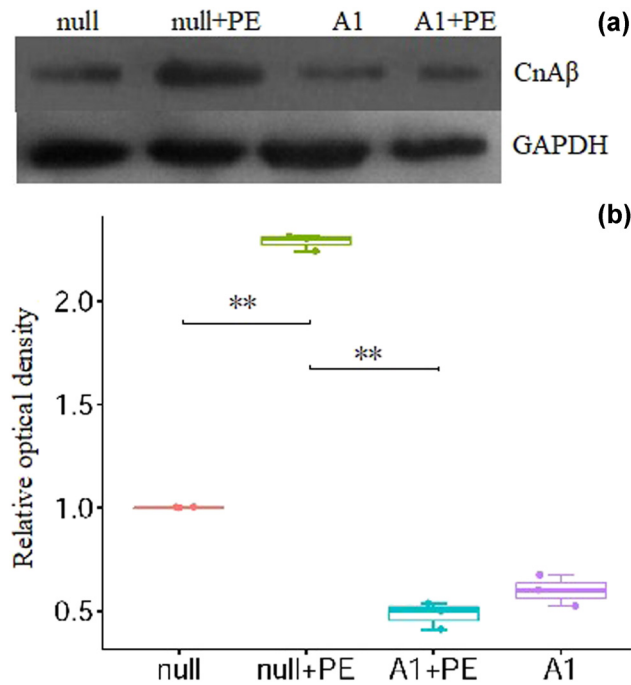 null null+PE A1 A1+PE (a)
CnAβ
GAPDH
(b)
Relative optical density
2.0
1.5
1.0
0.5
**
**
null null+PE A1+PE A1